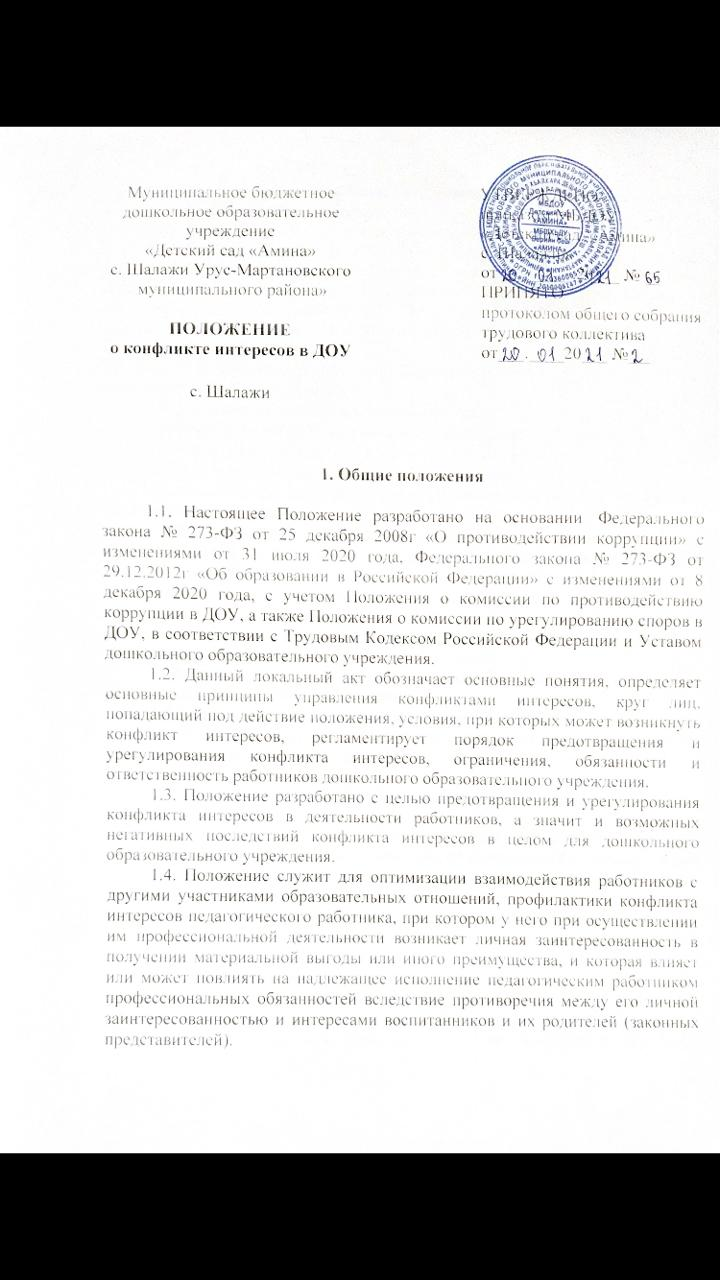 Муниципальное бюджетное
дошкольное образовательное
учреждение
«Детский сад «Амина»
с. Шалажи Урус-Мартановского
муниципального района»
ПОЛОЖЕНИЕ
о конфликте интересов в ДОУ
с. Шалажи
МБДОУ
Детский сад
«АМИНА»
от 20 21 № 66
ПРИНЯТО
протоколом общего собрания
трудового коллектива
от 20. 01 2021 № 2
1. Общие положения
1.1. Настоящее Положение разработано на основании Федерального
закона № 273-ФЗ от 25 декабря 2008г «О противодействии коррупции» с
изменениями от 31 июля 2020 года, Федерального закона № 273-ФЗ от
29.12.2012г «Об образовании в Российской Федерации» с изменениями от 8
декабря 2020 года, с учетом Положения о комиссии по противодействию
коррупции в ДОУ, а также Положения о комиссии по урегулированию споров в
ДОУ, в соответствии с Трудовым Кодексом Российской Федерации и Уставом
дошкольного образовательного учреждения.
1.2. Данный локальный акт обозначает основные понятия, определяет
основные принципы управления конфликтами интересов, круг лиц,
попадающий под действие положения, условия, при которых может возникнуть
конфликт интересов, регламентирует порядок предотвращения и
урегулирования конфликта интересов, ограничения, обязанности и
ответственность работников дошкольного образовательного учреждения.
1.3. Положение разработано с целью предотвращения и урегулирования
конфликта интересов в деятельности работников, а значит и возможных
негативных последствий конфликта интересов в целом для дошкольного
образовательного учреждения.
1.4. Положение служит для оптимизации взаимодействия работников с
другими участниками образовательных отношений, профилактики конфликта
интересов педагогического работника, при котором у него при осуществлении
им профессиональной деятельности возникает личная заинтересованность в
получении материальной выгоды или иного преимущества, и которая влияет
или может повлиять на надлежащее исполнение педагогическим работником
профессиональных обязанностей вследствие противоречия между его личной
заинтересованностью и интересами воспитанников и их родителей (законных
представителей).